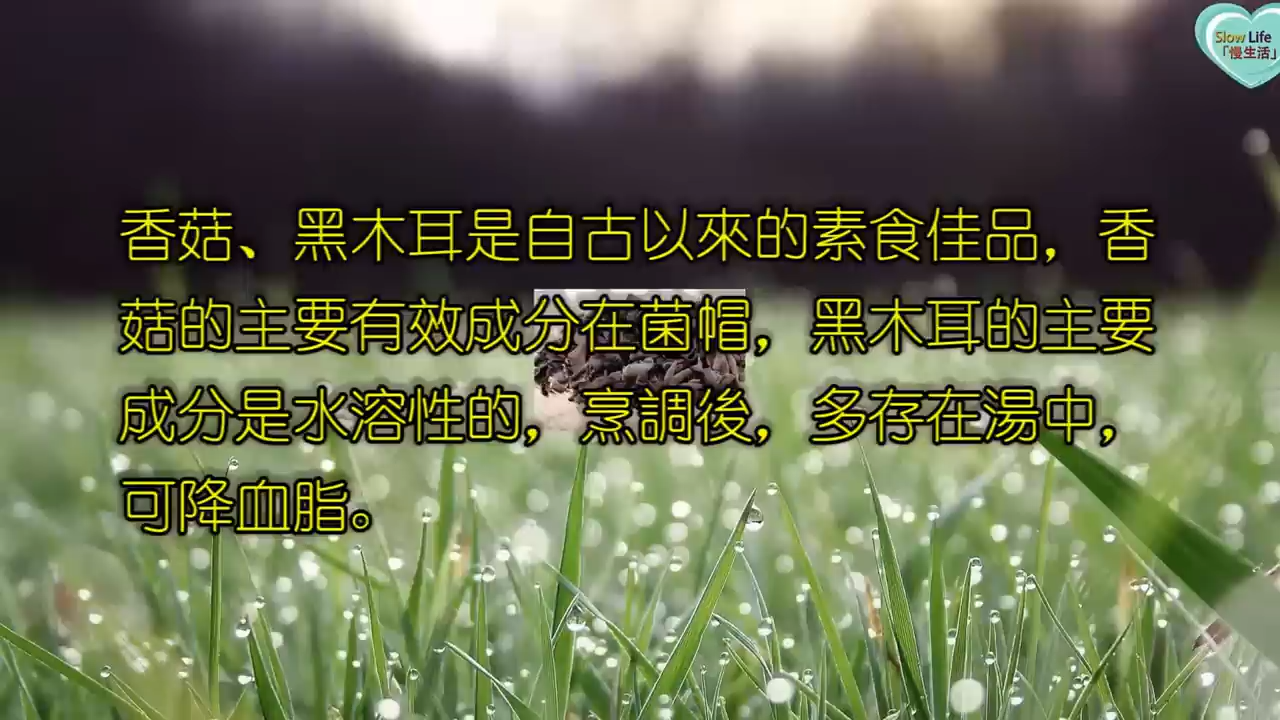 Slow Life
「慢生活」
香菇、黑木耳是自古以來的素食佳品，香
菇的主要有效成分在菌帽，黑木耳的主要
成分是水溶性的，烹調後，多存在湯中，
可降血脂。